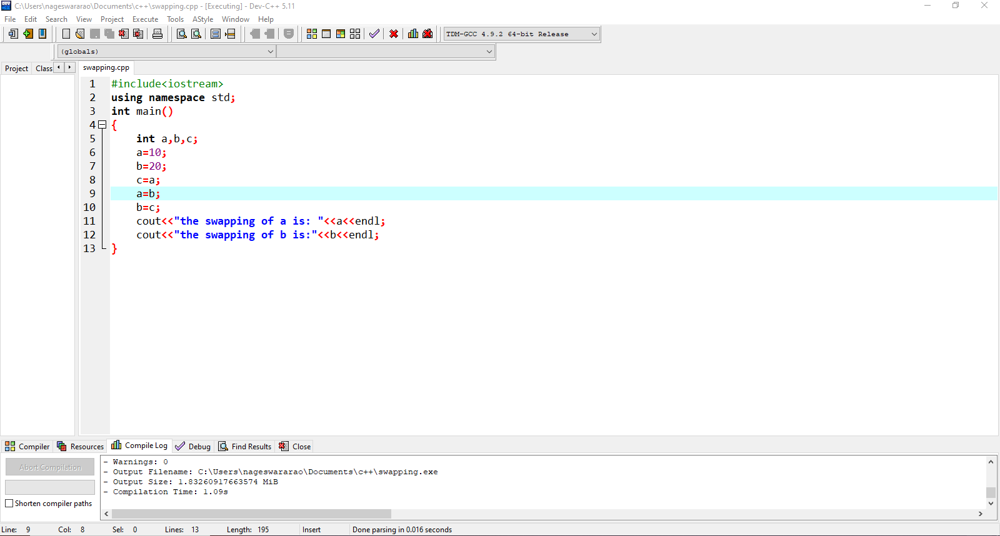 C:\Users\nageswararao\Documents\c++\swapping.cpp - [Executing] - Dev-C++ 5.11
File Edit Search View Project Execute Tools AStyle Window Help
TDM-GCC 4.9.2 64-bit Release
(globals)
Project Class swapping.cpp
1 #include<iostream>
2 using namespace std;
3 int main()
4 {
5 int a,b,c;
6 a=10;
7 b=20;
8 c=a;
9 a=b;
10 b=c;
11 cout<<"the swapping of a is: "<<a<<endl;
12 cout<<"the swapping of b is:"<<b<<endl;
13 }
Compiler Resources Compile Log Debug Find Results Close
Abort Compilation
Shorten compiler paths
- Warnings: 0
- Output Filename: C:\Users\nageswararao\Documents\c++\swapping.exe
- Output Size: 1.83260917663574 MiB
- Compilation Time: 1.09s
Line: 9 Col: 8 Sel: 0 Lines: 13 Length: 195 Insert Done parsing in 0.016 seconds